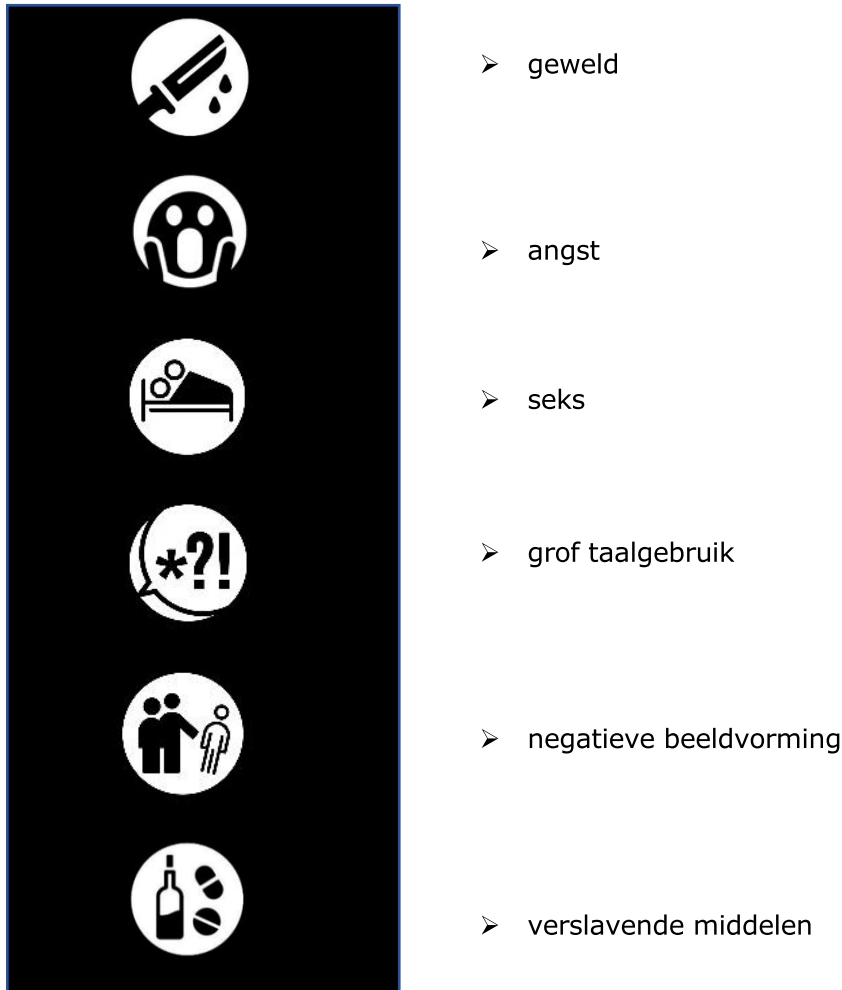 ➢ geweld
➢ angst
➢ seks
*?!
➢ grof taalgebruik
➢ negatieve beeldvorming
➢ verslavende middelen